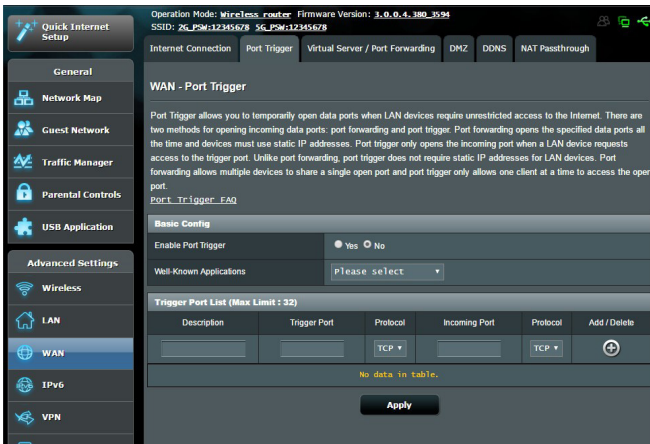 Quick Internet
Setup
Operation Mode: Wireless router Firmware Version: 3.0.0.4.380_3594
SSID: 2G_PSW:12345678 5G_PSW:12345678
Internet Connection Port Trigger Virtual Server / Port Forwarding DMZ DDNS NAT Passthrough
General
Network Map
Guest Network
Traffic Manager
Parental Controls
USB Application
Advanced Settings
Wireless
LAN
WAN
IPv6
VPN
WAN - Port Trigger
Port Trigger allows you to temporarily open data ports when LAN devices require unrestricted access to the Internet. There are
two methods for opening incoming data ports: port forwarding and port trigger. Port forwarding opens the specified data ports all
the time and devices must use static IP addresses. Port trigger only opens the incoming port when a LAN device requests
access to the trigger port. Unlike port forwarding, port trigger does not require static IP addresses for LAN devices. Port
forwarding allows multiple devices to share a single open port and port trigger only allows one client at a time to access the open
port.
Port Trigger FAQ
Basic Config
Enable Port Trigger Yes No
Well-Known Applications Please select
Trigger Port List (Max Limit : 32)
Description Trigger Port Protocol Incoming Port Protocol Add / Delete
TCP TCP
No data in table.
Apply